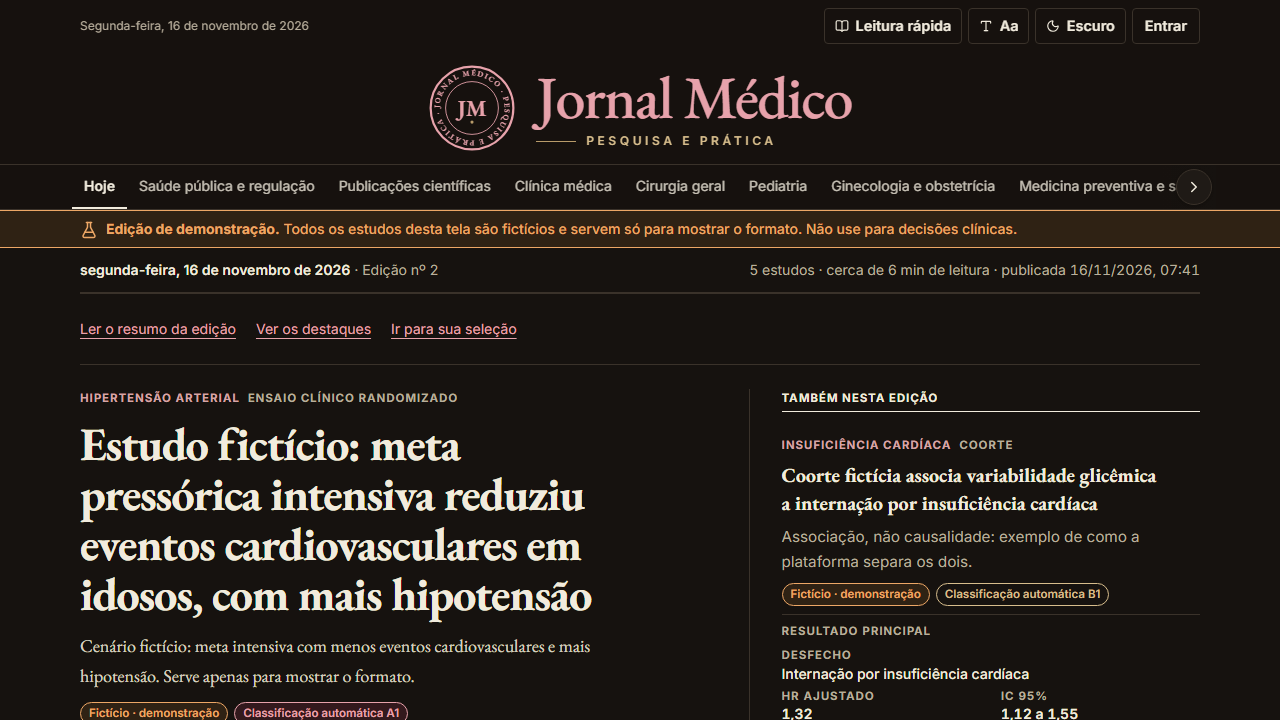 Segunda-feira, 16 de novembro de 2026
Leitura rápida
Aa
Escuro
Entrar
JORNAL MÉDICO · PESQUISA E PRÁTICA ·
JM
Jornal Médico
PESQUISA E PRÁTICA
Hoje
Saúde pública e regulação
Publicações científicas
Clínica médica
Cirurgia geral
Pediatria
Ginecologia e obstetrícia
Medicina preventiva e s
Edição de demonstração. Todos os estudos desta tela são fictícios e servem só para mostrar o formato. Não use para decisões clínicas.
segunda-feira, 16 de novembro de 2026 · Edição nº 2
5 estudos · cerca de 6 min de leitura · publicada 16/11/2026, 07:41
Ler o resumo da edição
Ver os destaques
Ir para sua seleção
HIPERTENSÃO ARTERIAL ENSAIO CLÍNICO RANDOMIZADO
Estudo fictício: meta
pressórica intensiva reduziu
eventos cardiovasculares em
idosos, com mais hipotensão
Cenário fictício: meta intensiva com menos eventos cardiovasculares e mais
hipotensão. Serve apenas para mostrar o formato.
Fictício · demonstração
Classificação automática A1
TAMBÉM NESTA EDIÇÃO
INSUFICIÊNCIA CARDÍACA COORTE
Coorte fictícia associa variabilidade glicêmica
a internação por insuficiência cardíaca
Associação, não causalidade: exemplo de como a
plataforma separa os dois.
Fictício · demonstração
Classificação automática B1
RESULTADO PRINCIPAL
DESFECHO
Internação por insuficiência cardíaca
HR AJUSTADO
IC 95%
1,32
1,12 a 1,55